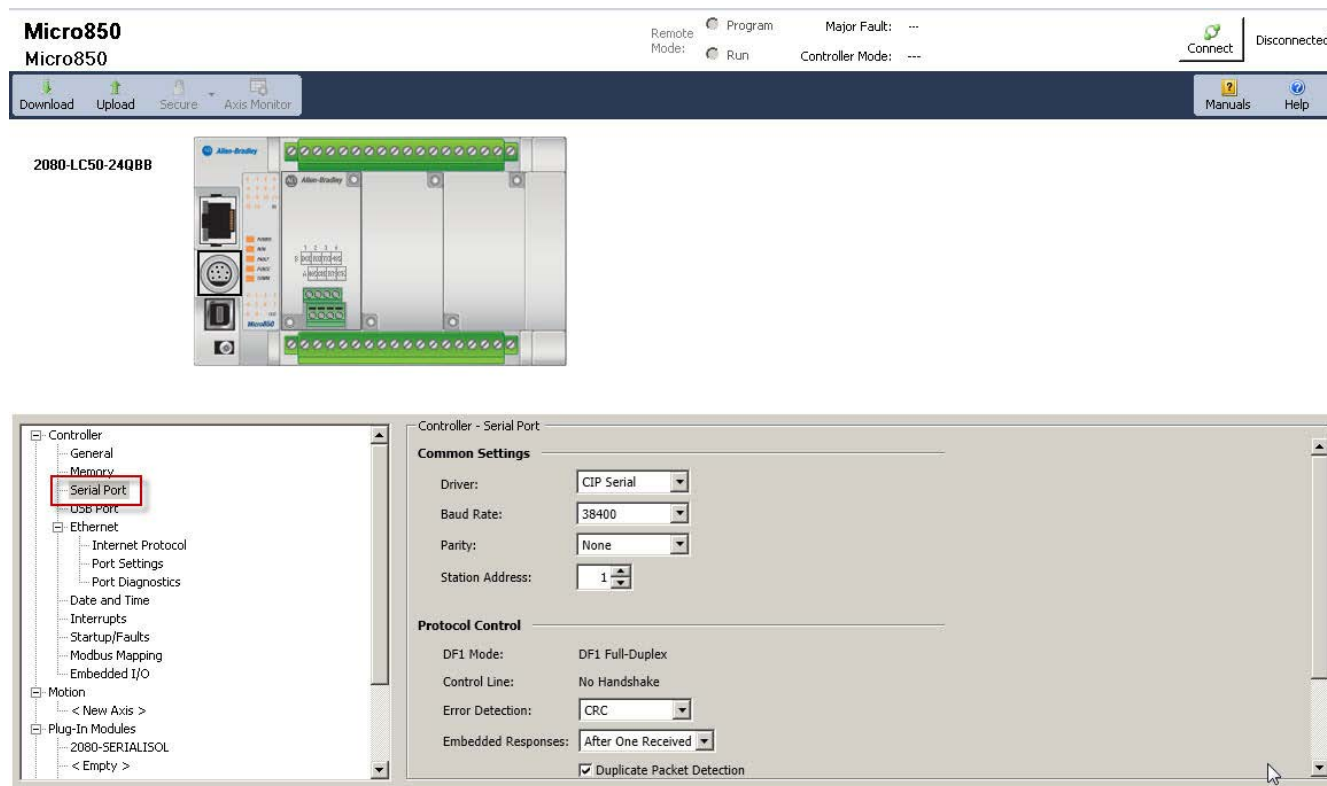 Micro850
Micro850
Remote Mode:
Program
Run
Major Fault: ---
Controller Mode: ---
Connect
Disconnected
Download
Upload
Secure
Axis Monitor
Manuals
Help
2080-LC50-24QBB
Allen-Bradley
Allen-Bradley
Micro850
Controller
General
Memory
Serial Port
USB Port
Ethernet
Internet Protocol
Port Settings
Port Diagnostics
Date and Time
Interrupts
Startup/Faults
Modbus Mapping
Embedded I/O
Motion
< New Axis >
Plug-In Modules
2080-SERIALISOL
< Empty >
Controller - Serial Port
Common Settings
Driver: CIP Serial
Baud Rate: 38400
Parity: None
Station Address: 1
Protocol Control
DF1 Mode: DF1 Full-Duplex
Control Line: No Handshake
Error Detection: CRC
Embedded Responses: After One Received
Duplicate Packet Detection